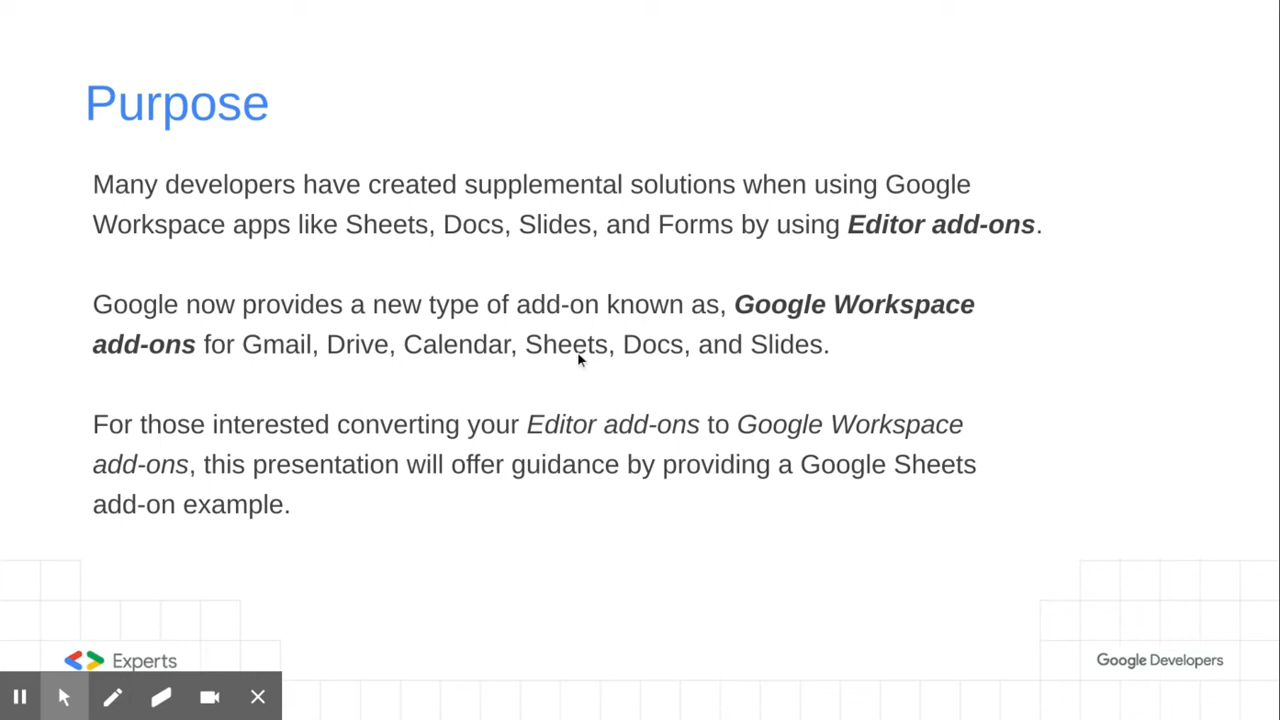 Purpose
Many developers have created supplemental solutions when using Google
Workspace apps like Sheets, Docs, Slides, and Forms by using Editor add-ons.
Google now provides a new type of add-on known as, Google Workspace
add-ons for Gmail, Drive, Calendar, Sheets, Docs, and Slides.
For those interested converting your Editor add-ons to Google Workspace
add-ons, this presentation will offer guidance by providing a Google Sheets
add-on example.
Experts
Google Developers